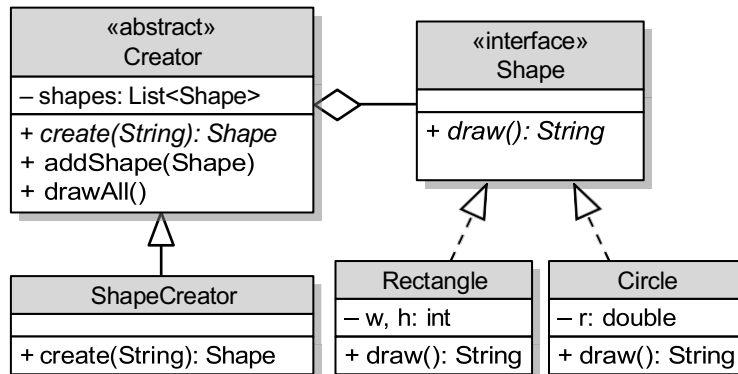 «abstract»
Creator
– shapes: List<Shape>
+ create(String): Shape
+ addShape(Shape)
+ drawAll()
«interface»
Shape
+ draw(): String
ShapeCreator
+ create(String): Shape
Rectangle
– w, h: int
+ draw(): String
Circle
– r: double
+ draw(): String